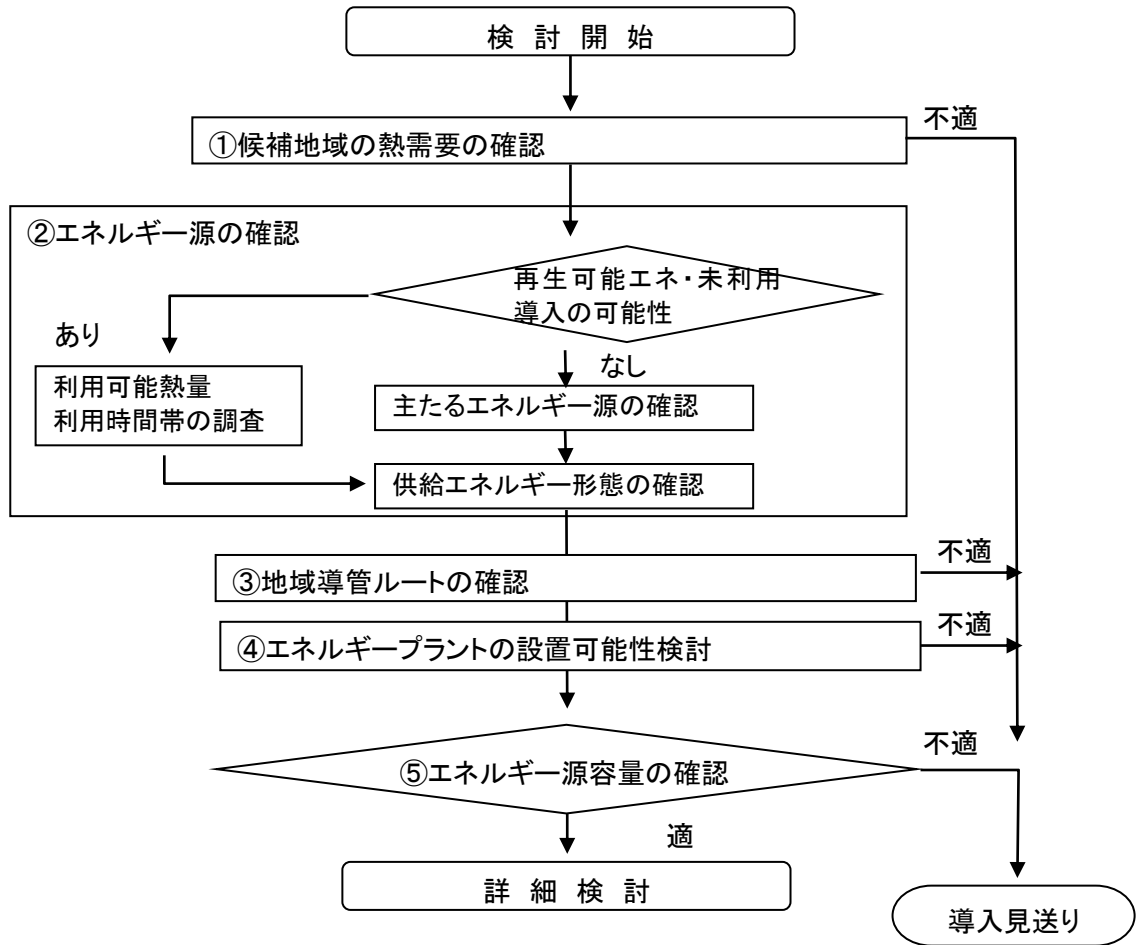 検 討 開 始
不適
①候補地域の熱需要の確認
②エネルギー源の確認
再生可能エネ・未利用
導入の可能性
あり
なし
利用可能熱量
利用時間帯の調査
主たるエネルギー源の確認
供給エネルギー形態の確認
不適
③地域導管ルートの確認
不適
④エネルギープラントの設置可能性検討
不適
⑤エネルギー源容量の確認
適
詳 細 検 討
導入見送り